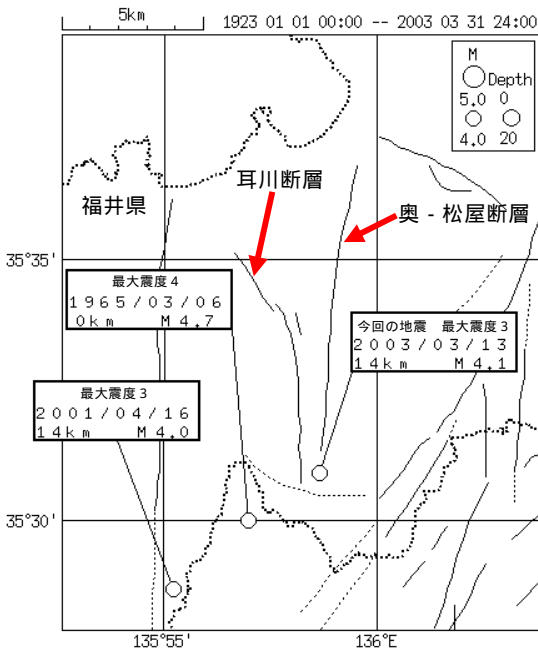 5km
1923 01 01 00:00 -- 2003 03 31 24:00
M
Depth
5.0 0
4.0 20
耳川断層
福井県
奥 - 松屋断層
35°35'
最大震度4
1965/03/06
0km M4.7
今回の地震 最大震度3
2003/03/13
14km M4.1
最大震度3
2001/04/16
14km M4.0
35°30'
135°55'
136°E